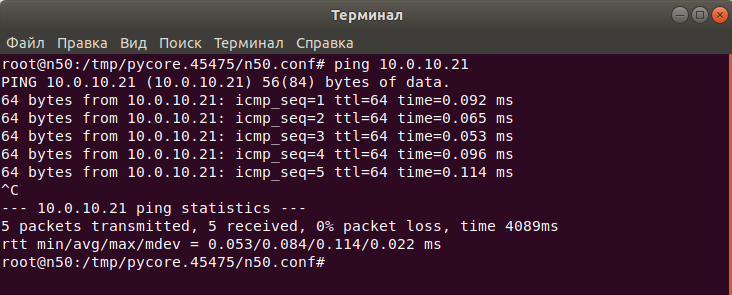 Терминал
Файл Правка Вид Поиск Терминал Справка
root@n50:/tmp/pycore.45475/n50.conf# ping 10.0.10.21
PING 10.0.10.21 (10.0.10.21) 56(84) bytes of data.
64 bytes from 10.0.10.21: icmp_seq=1 ttl=64 time=0.092 ms
64 bytes from 10.0.10.21: icmp_seq=2 ttl=64 time=0.065 ms
64 bytes from 10.0.10.21: icmp_seq=3 ttl=64 time=0.053 ms
64 bytes from 10.0.10.21: icmp_seq=4 ttl=64 time=0.096 ms
64 bytes from 10.0.10.21: icmp_seq=5 ttl=64 time=0.114 ms
^C
--- 10.0.10.21 ping statistics ---
5 packets transmitted, 5 received, 0% packet loss, time 4089ms
rtt min/avg/max/mdev = 0.053/0.084/0.114/0.022 ms
root@n50:/tmp/pycore.45475/n50.conf#